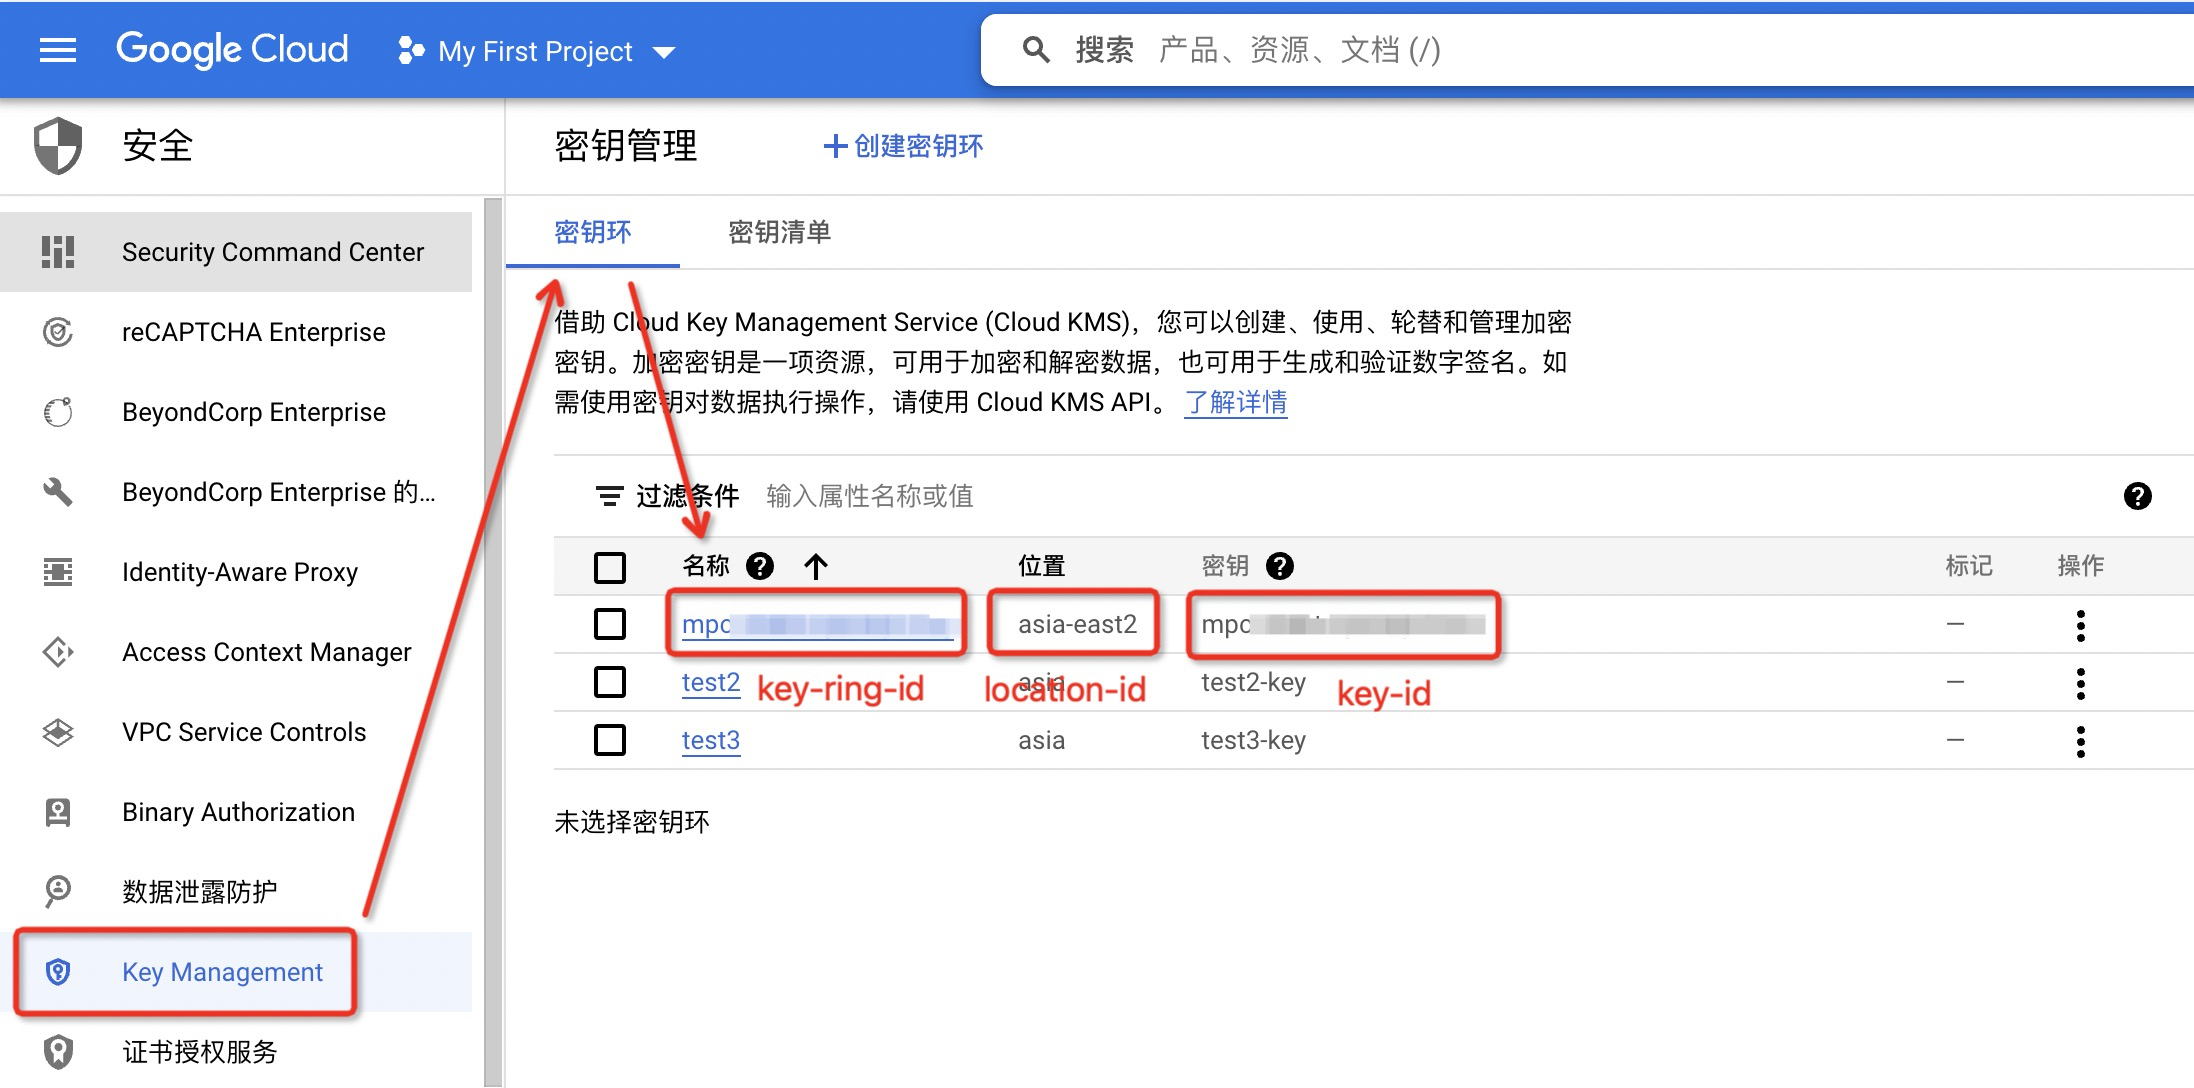 Google Cloud
My First Project
搜索 产品、资源、文档 (/)
安全
密钥管理
创建密钥环
密钥环
密钥清单
Security Command Center
reCAPTCHA Enterprise
BeyondCorp Enterprise
BeyondCorp Enterprise 的...
Identity-Aware Proxy
Access Context Manager
VPC Service Controls
Binary Authorization
数据泄露防护
Key Management
证书授权服务
借助 Cloud Key Management Service (Cloud KMS)，您可以创建、使用、轮替和管理加密
密钥。加密密钥是一项资源，可用于加密和解密数据，也可用于生成和验证数字签名。如
需使用密钥对数据执行操作，请使用 Cloud KMS API。 了解详情
过滤条件 输入属性名称或值
名称 位置 密钥 标记 操作
mpc asia-east2 mpc —
test2 asia test2-key —
key-ring-id location-id key-id
test3 asia test3-key —
未选择密钥环